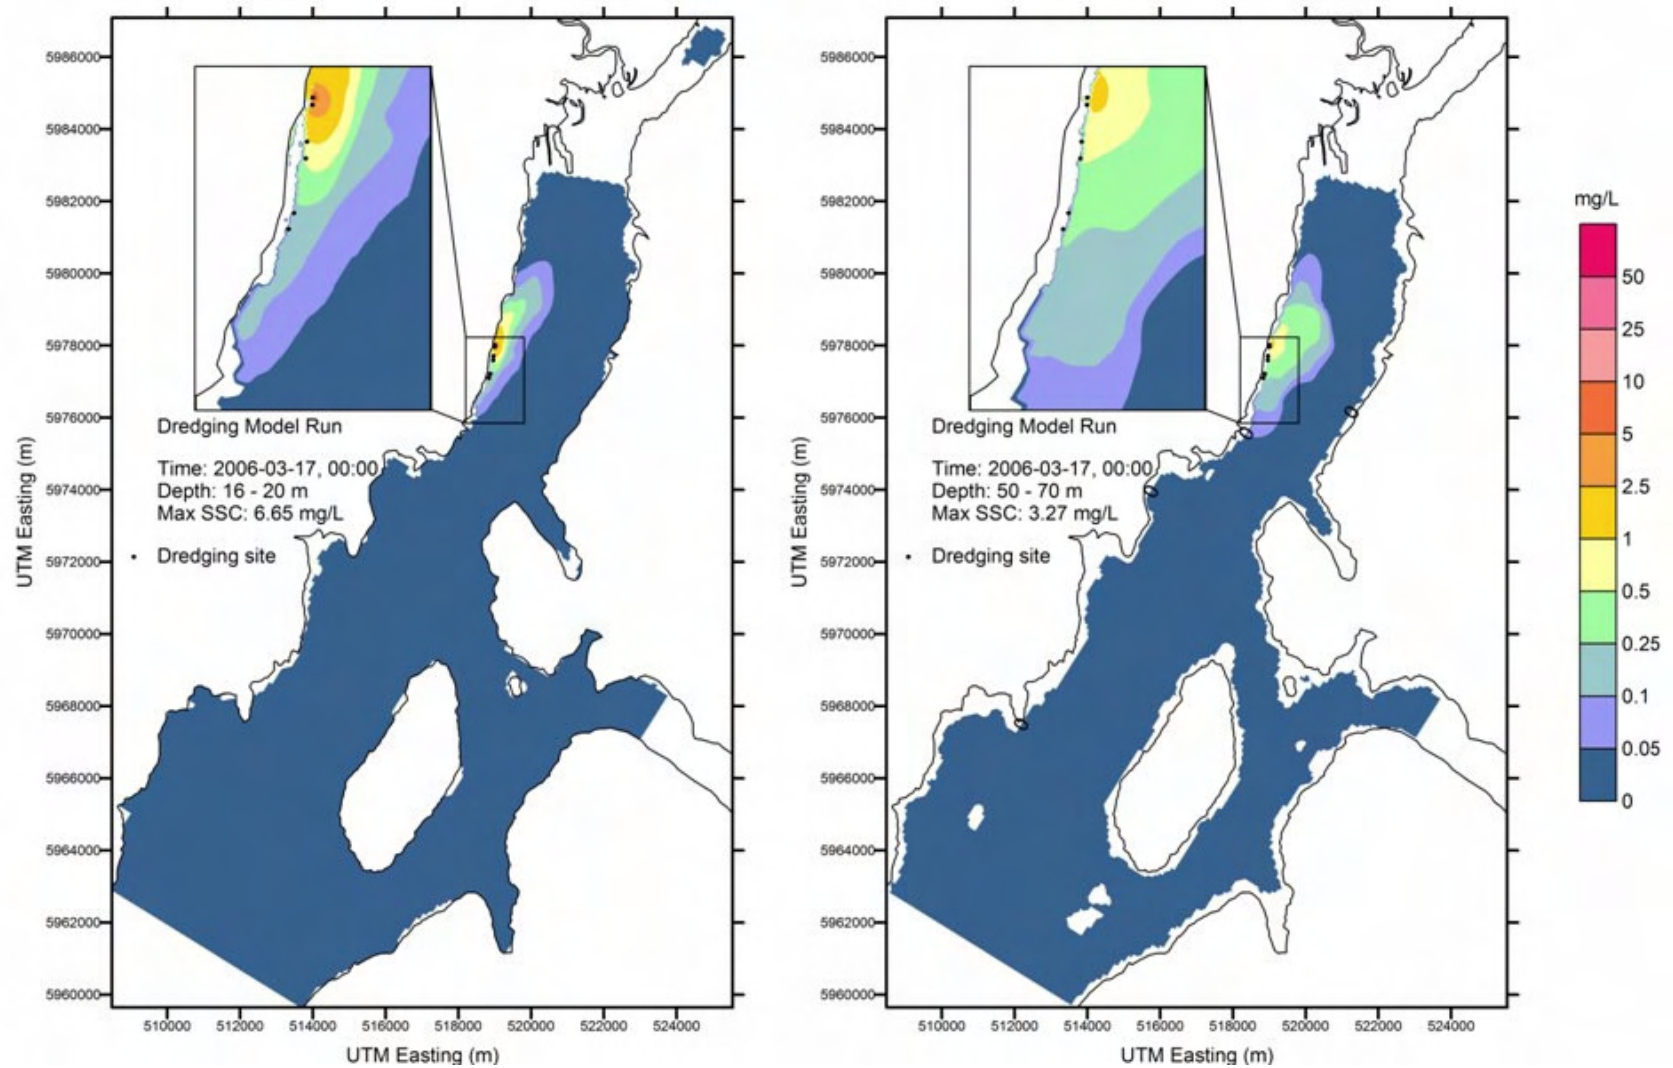 5986000
5984000
5982000
5980000
5978000
5976000
5974000
5972000
5970000
5968000
5966000
5964000
5962000
5960000
UTM Easting (m)
Dredging Model Run
Time: 2006-03-17, 00:00
Depth: 16 - 20 m
Max SSC: 6.65 mg/L
Dredging site
510000 512000 514000 516000 518000 520000 522000 524000
UTM Easting (m)
5986000
5984000
5982000
5980000
5978000
5976000
5974000
5972000
5970000
5968000
5966000
5964000
5962000
5960000
UTM Easting (m)
Dredging Model Run
Time: 2006-03-17, 00:00
Depth: 50 - 70 m
Max SSC: 3.27 mg/L
Dredging site
0
0
0
0
510000 512000 514000 516000 518000 520000 522000 524000
UTM Easting (m)
mg/L
50
25
10
5
2.5
1
0.5
0.25
0.1
0.05
0